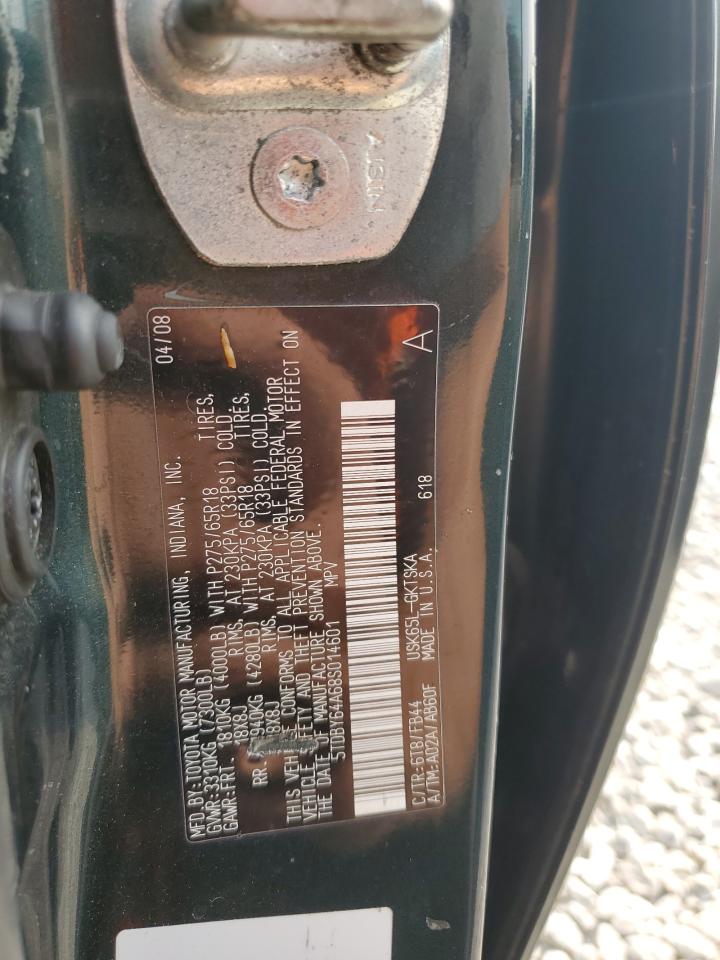 AISIN
MFD.BY: TOYOTA MOTOR MANUFACTURING, INDIANA, INC. 04/08
GVWR:3310KG(7300LB)
GAWR:FRT. 1810KG (4000LB) WITH P275/65R18 TIRES,
18X8J RIMS, AT 230KPA (33PSI) COLD.
RR 1940KG (4280LB) WITH P275/65R18 TIRES,
18X8J RIMS, AT 230KPA (33PSI) COLD.
THIS VEHICLE CONFORMS TO ALL APPLICABLE FEDERAL MOTOR
VEHICLE SAFETY AND THEFT PREVENTION STANDARDS IN EFFECT ON
THE DATE OF MANUFACTURE SHOWN ABOVE.
MPV
C/TR:6T8/FB44 USK65L-GKTSKA 618 A
A/TM:A02A/AB60F MADE IN U.S.A.